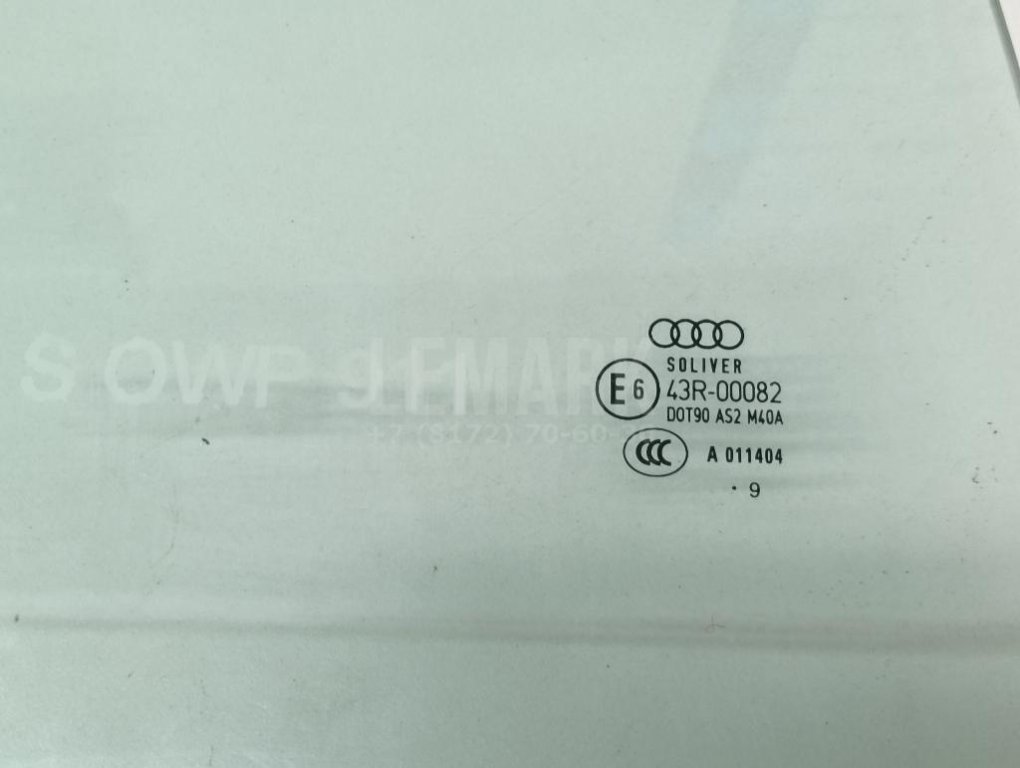 SOLIVER
E6 43R-00082
DOT90 AS2 M40A
CCC A 011404
· 9